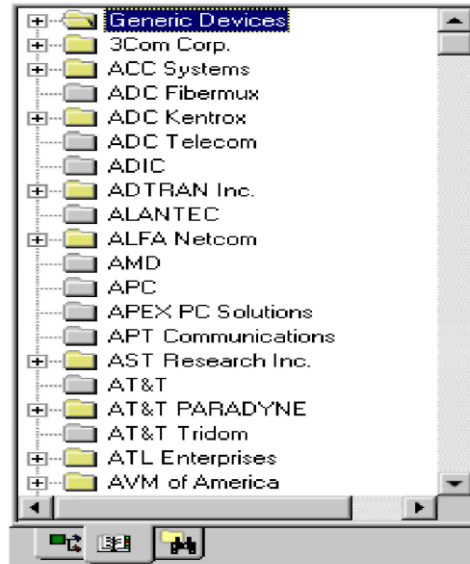 Generic Devices
3Com Corp.
ACC Systems
ADC Fibermux
ADC Kentrox
ADC Telecom
ADIC
ADTRAN Inc.
ALANTEC
ALFA Netcom
AMD
APC
APEX PC Solutions
APT Communications
AST Research Inc.
AT&T
AT&T PARADYNE
AT&T Tridom
ATL Enterprises
AVM of America